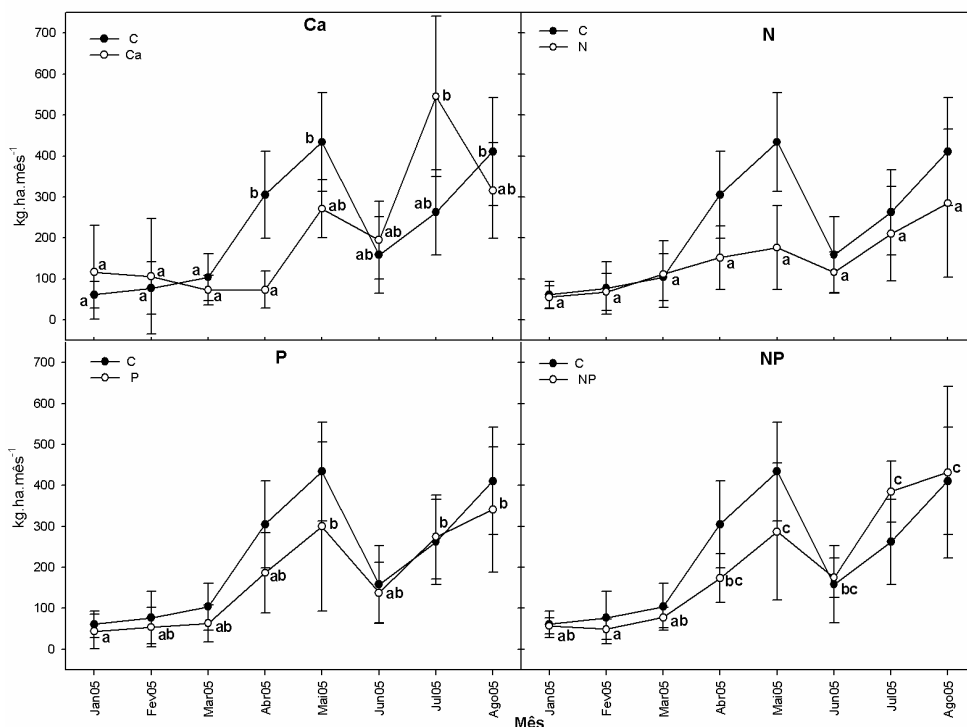 Ca
C
Ca
kg.ha.mês-1
700
600
500
400
300
200
100
0
a a a b b ab b ab
a a a a ab ab ab b
N
C
N
a a a a a a a a
P
C
P
kg.ha.mês-1
700
600
500
400
300
200
100
0
a ab ab ab b ab b b
Jan05 Fev05 Mar05 Abr05 Mai05 Jun05 Jul05 Ago05
NP
C
NP
ab a ab bc c bc c c
Jan05 Fev05 Mar05 Abr05 Mai05 Jun05 Jul05 Ago05
Mês